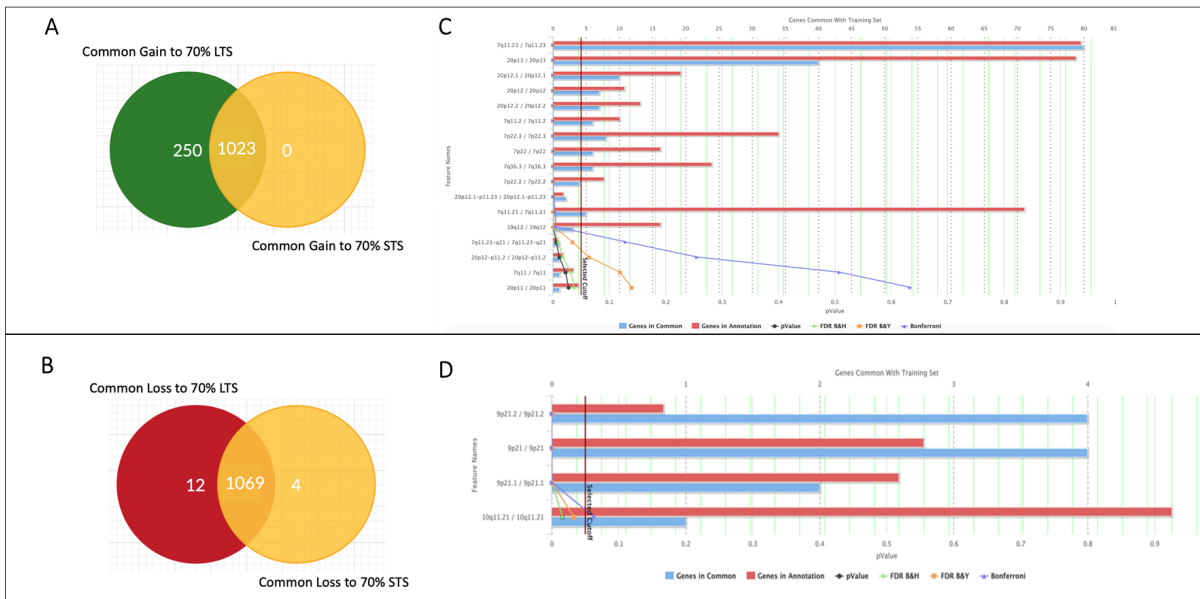 A
Common Gain to 70% LTS
250
1023
0
Common Gain to 70% STS
C
Genes Common With Training Set
0 5 10 15 20 25 30 35 40 45 50 55 60 65 70 75 80 85
Feature Names
7q11.23 / 7q11.23
20p13 / 20p13
20p12.1 / 20p12.1
20p12 / 20p12
20p12.2 / 20p12.2
7q11.2 / 7q11.2
7p22.3 / 7p22.3
7p22 / 7p22
7q36.3 / 7q36.3
7p22.2 / 7p22.2
20p12.1-p11.23 / 20p12.1-p11.23
7q11.21 / 7q11.21
19q12 / 19q12
7q11.23-q21 / 7q11.23-q21
20p12-p11.2 / 20p12-p11.2
7q11 / 7q11
20p11 / 20p11
Selected Cutoff
0 0.1 0.2 0.3 0.4 0.5 0.6 0.7 0.8 0.9 1
pValue
Genes in Common Genes in Annotation pValue FDR B&H FDR B&Y Bonferroni
B
Common Loss to 70% LTS
12
1069
4
Common Loss to 70% STS
D
Genes Common With Training Set
0 1 2 3 4
Feature Names
9p21.2 / 9p21.2
9p21 / 9p21
9p21.1 / 9p21.1
10q11.21 / 10q11.21
Selected Cutoff
0 0.1 0.2 0.3 0.4 0.5 0.6 0.7 0.8 0.9
pValue
Genes in Common Genes in Annotation pValue FDR B&H FDR B&Y Bonferroni